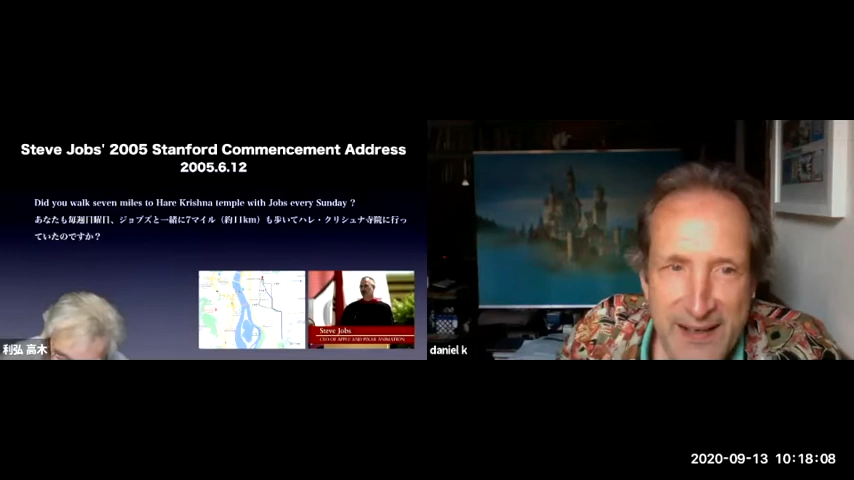 Steve Jobs' 2005 Stanford Commencement Address
2005.6.12
Did you walk seven miles to Hare Krishna temple with Jobs every Sunday ?
あなたも毎週日曜日、ジョブズと一緒に7マイル（約11km）も歩いてハレ・クリシュナ寺院に行っ
ていたのですか？
Steve Jobs
CEO OF APPLE AND PIXAR ANIMATION
利弘 高木
daniel k
2020-09-13 10:18:08